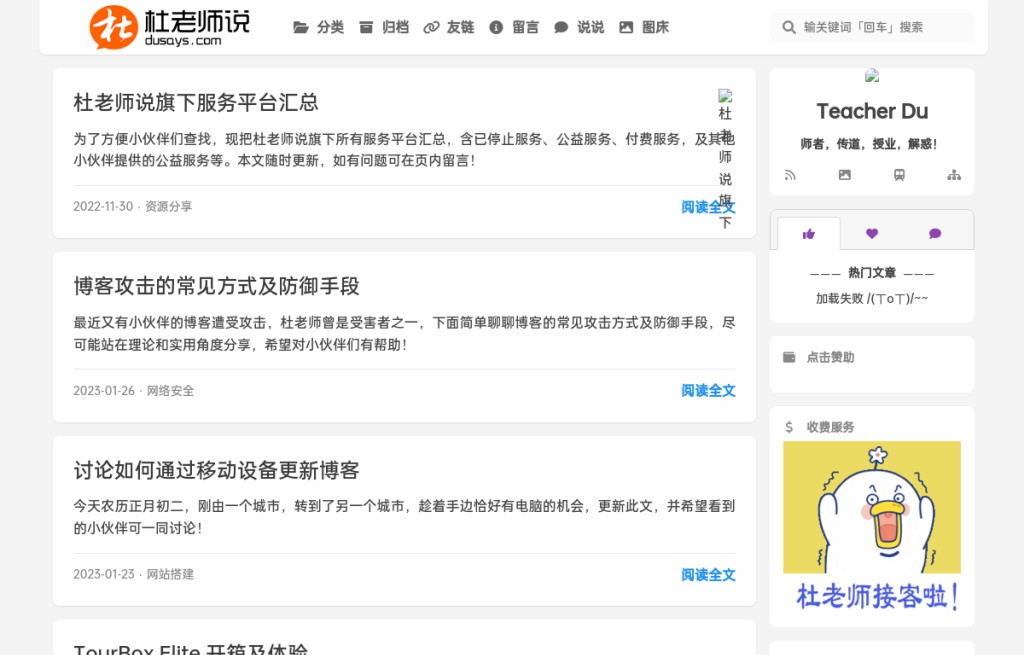 杜老师说
dusays.com
分类 归档 友链 留言 说说 图床
输关键词「回车」搜索
杜老师说旗下服务平台汇总
为了方便小伙伴们查找，现把杜老师说旗下所有服务平台汇总，含已停止服务、公益服务、付费服务，及其他
小伙伴提供的公益服务等。本文随时更新，如有问题可在页内留言！
杜
老
师
说
旗
下
2022-11-30 · 资源分享
阅读全文
博客攻击的常见方式及防御手段
最近又有小伙伴的博客遭受攻击，杜老师曾是受害者之一，下面简单聊聊博客的常见攻击方式及防御手段，尽
可能站在理论和实用角度分享，希望对小伙伴们有帮助！
2023-01-26 · 网络安全
阅读全文
讨论如何通过移动设备更新博客
今天农历正月初二，刚由一个城市，转到了另一个城市，趁着手边恰好有电脑的机会，更新此文，并希望看到
的小伙伴可一同讨论！
2023-01-23 · 网站搭建
阅读全文
TourBox Elite 开箱及体验
Teacher Du
师者，传道，授业，解惑！
——— 热门文章 ———
加载失败 /(ㄒoㄒ)/~~
点击赞助
收费服务
杜老师接客啦！